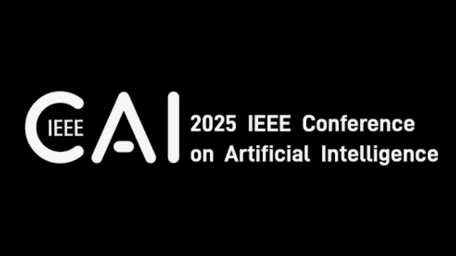 IEEE
CAI
2025 IEEE Conference
on Artificial Intelligence